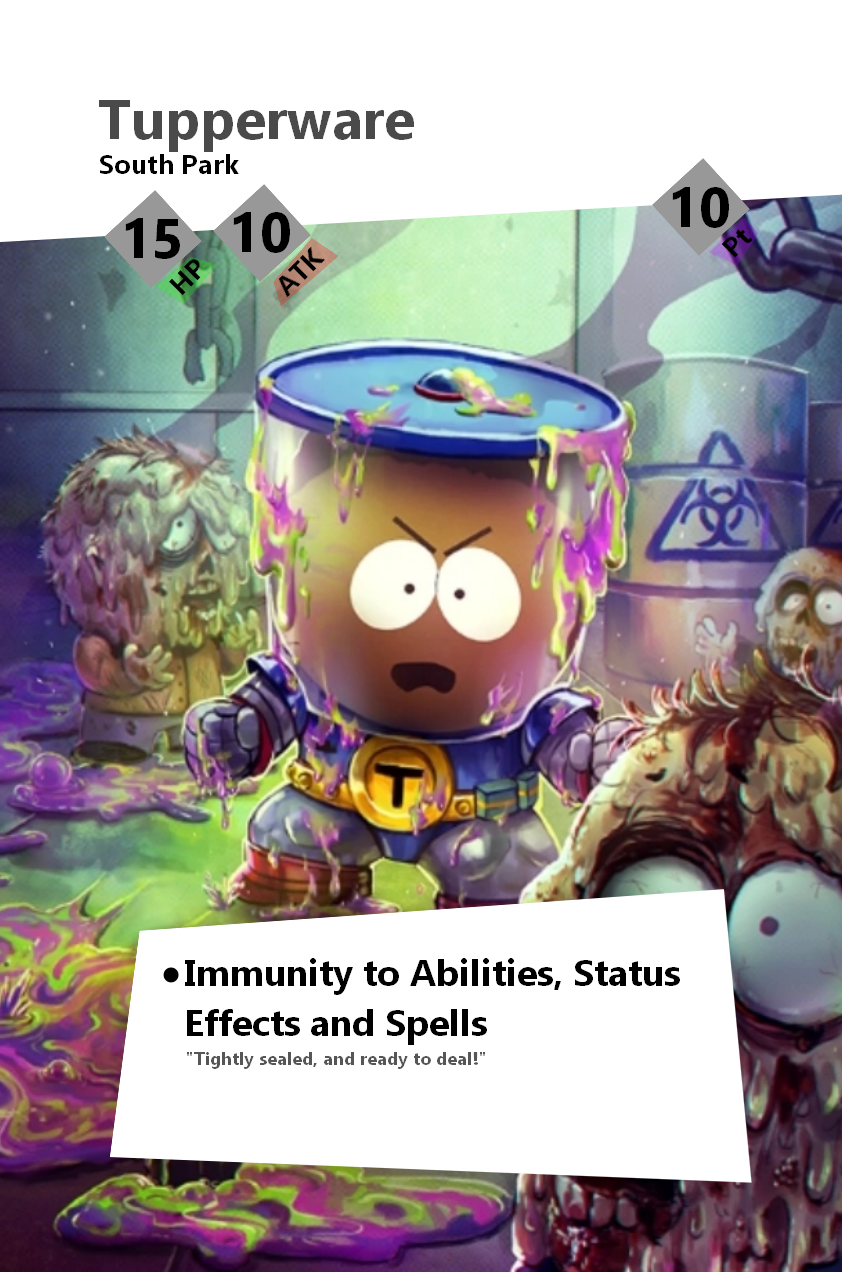 Tupperware
South Park
15 HP 10 ATK 10 Pt
T
•Immunity to Abilities, Status
Effects and Spells
"Tightly sealed, and ready to deal!"